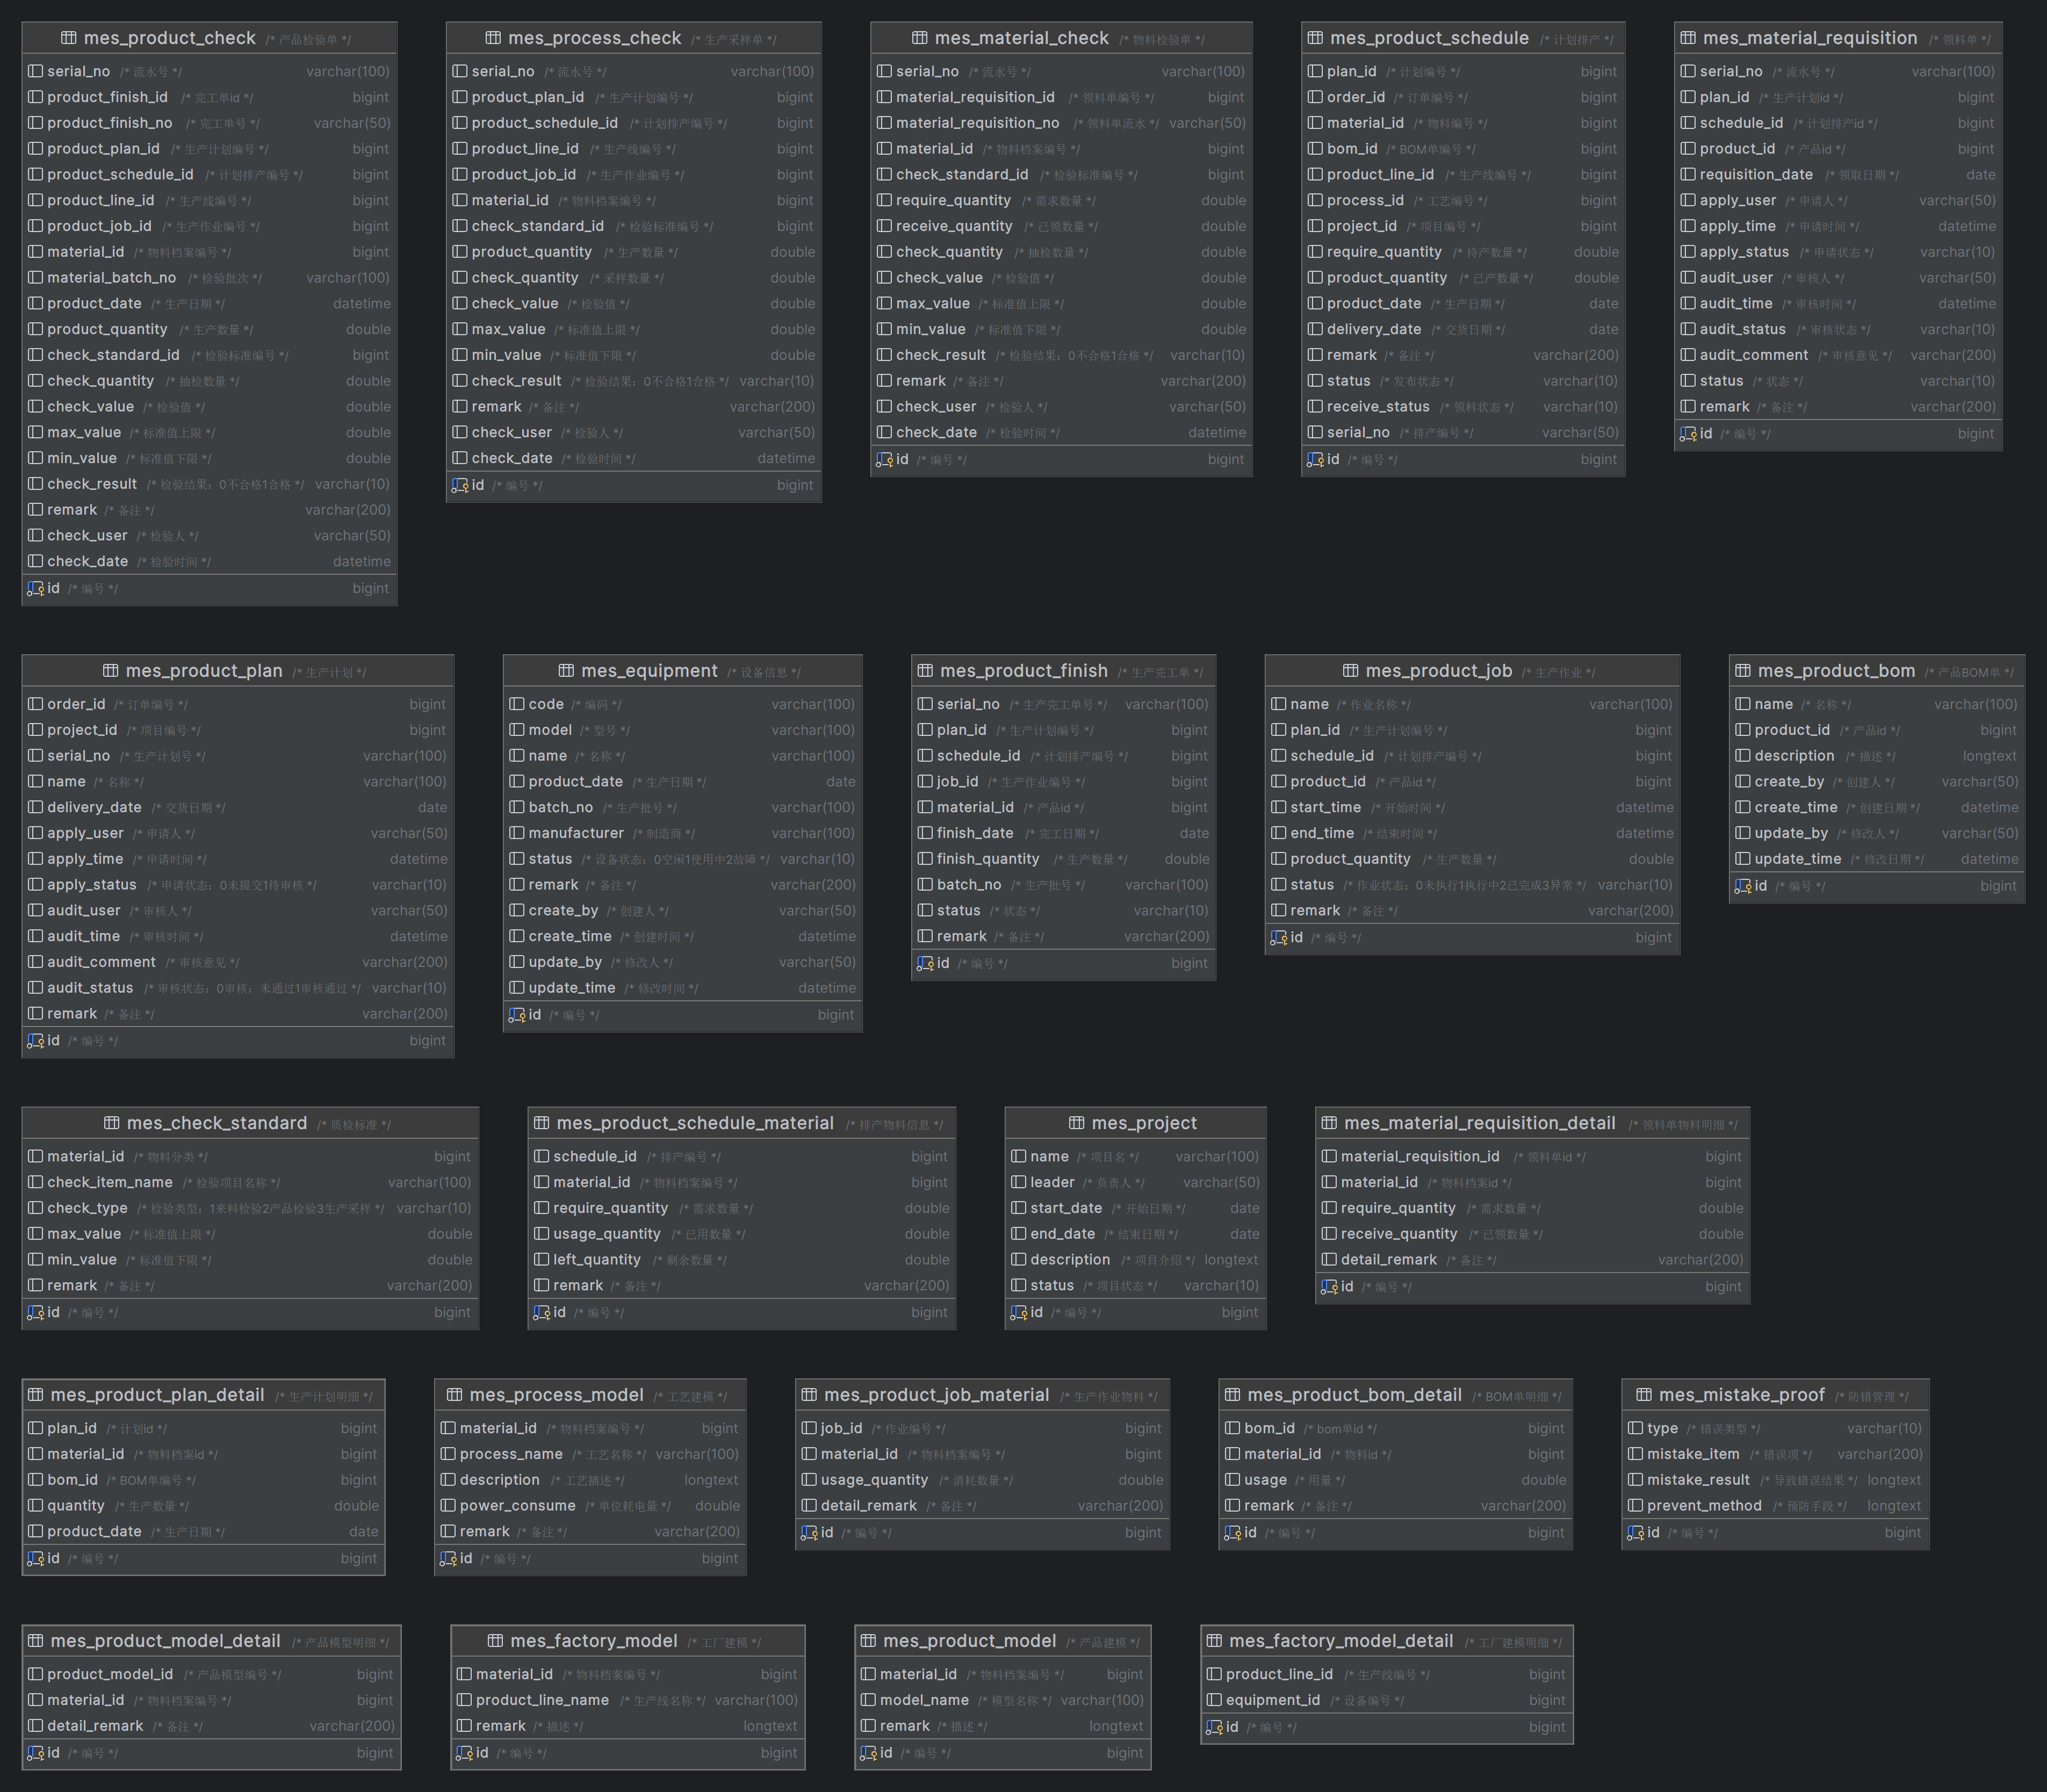 mes_product_check /* 产品检验单 */
serial_no /* 流水号 */ varchar(100)
product_finish_id /* 完工单id */ bigint
product_finish_no /* 完工单号 */ varchar(50)
product_plan_id /* 生产计划编号 */ bigint
product_schedule_id /* 计划排产编号 */ bigint
product_line_id /* 生产线编号 */ bigint
product_job_id /* 生产作业编号 */ bigint
material_id /* 物料档案编号 */ bigint
material_batch_no /* 检验批次 */ varchar(100)
product_date /* 生产日期 */ datetime
product_quantity /* 生产数量 */ double
check_standard_id /* 检验标准编号 */ bigint
check_quantity /* 抽检数量 */ double
check_value /* 检验值 */ double
max_value /* 标准值上限 */ double
min_value /* 标准值下限 */ double
check_result /* 检验结果：0不合格1合格 */ varchar(10)
remark /* 备注 */ varchar(200)
check_user /* 检验人 */ varchar(50)
check_date /* 检验时间 */ datetime
id /* 编号 */ bigint
mes_process_check /* 生产采样单 */
serial_no /* 流水号 */ varchar(100)
product_plan_id /* 生产计划编号 */ bigint
product_schedule_id /* 计划排产编号 */ bigint
product_line_id /* 生产线编号 */ bigint
product_job_id /* 生产作业编号 */ bigint
material_id /* 物料档案编号 */ bigint
check_standard_id /* 检验标准编号 */ bigint
product_quantity /* 生产数量 */ double
check_quantity /* 采样数量 */ double
check_value /* 检验值 */ double
max_value /* 标准值上限 */ double
min_value /* 标准值下限 */ double
check_result /* 检验结果：0不合格1合格 */ varchar(10)
remark /* 备注 */ varchar(200)
check_user /* 检验人 */ varchar(50)
check_date /* 检验时间 */ datetime
id /* 编号 */ bigint
mes_material_check /* 物料检验单 */
serial_no /* 流水号 */ varchar(100)
material_requisition_id /* 领料单编号 */ bigint
material_requisition_no /* 领料单流水 */ varchar(50)
material_id /* 物料档案编号 */ bigint
check_standard_id /* 检验标准编号 */ bigint
require_quantity /* 需求数量 */ double
receive_quantity /* 已领数量 */ double
check_quantity /* 抽检数量 */ double
check_value /* 检验值 */ double
max_value /* 标准值上限 */ double
min_value /* 标准值下限 */ double
check_result /* 检验结果：0不合格1合格 */ varchar(10)
remark /* 备注 */ varchar(200)
check_user /* 检验人 */ varchar(50)
check_date /* 检验时间 */ datetime
id /* 编号 */ bigint
mes_product_schedule /* 计划排产 */
plan_id /* 计划编号 */ bigint
order_id /* 订单编号 */ bigint
material_id /* 物料编号 */ bigint
bom_id /* BOM单编号 */ bigint
product_line_id /* 生产线编号 */ bigint
process_id /* 工艺编号 */ bigint
project_id /* 项目编号 */ bigint
require_quantity /* 待产数量 */ double
product_quantity /* 已产数量 */ double
product_date /* 生产日期 */ date
delivery_date /* 交货日期 */ date
remark /* 备注 */ varchar(200)
status /* 发布状态 */ varchar(10)
receive_status /* 领料状态 */ varchar(10)
serial_no /* 排产编号 */ varchar(50)
id /* 编号 */ bigint
mes_material_requisition /* 领料单 */
serial_no /* 流水号 */ varchar(100)
plan_id /* 生产计划id */ bigint
schedule_id /* 计划排产id */ bigint
product_id /* 产品id */ bigint
requisition_date /* 领取日期 */ date
apply_user /* 申请人 */ varchar(50)
apply_time /* 申请时间 */ datetime
apply_status /* 申请状态 */ varchar(10)
audit_user /* 审核人 */ varchar(50)
audit_time /* 审核时间 */ datetime
audit_status /* 审核状态 */ varchar(10)
audit_comment /* 审核意见 */ varchar(200)
status /* 状态 */ varchar(10)
remark /* 备注 */ varchar(200)
id /* 编号 */ bigint
mes_product_plan /* 生产计划 */
order_id /* 订单编号 */ bigint
project_id /* 项目编号 */ bigint
serial_no /* 生产计划号 */ varchar(100)
name /* 名称 */ varchar(100)
delivery_date /* 交货日期 */ date
apply_user /* 申请人 */ varchar(50)
apply_time /* 申请时间 */ datetime
apply_status /* 申请状态：0未提交1待审核 */ varchar(10)
audit_user /* 审核人 */ varchar(50)
audit_time /* 审核时间 */ datetime
audit_comment /* 审核意见 */ varchar(200)
audit_status /* 审核状态：0审核；未通过1审核通过 */ varchar(10)
remark /* 备注 */ varchar(200)
id /* 编号 */ bigint
mes_equipment /* 设备信息 */
code /* 编码 */ varchar(100)
model /* 型号 */ varchar(100)
name /* 名称 */ varchar(100)
product_date /* 生产日期 */ date
batch_no /* 生产批号 */ varchar(100)
manufacturer /* 制造商 */ varchar(100)
status /* 设备状态：0空闲1使用中2故障 */ varchar(10)
remark /* 备注 */ varchar(200)
create_by /* 创建人 */ varchar(50)
create_time /* 创建时间 */ datetime
update_by /* 修改人 */ varchar(50)
update_time /* 修改时间 */ datetime
id /* 编号 */ bigint
mes_product_finish /* 生产完工单 */
serial_no /* 生产完工单号 */ varchar(100)
plan_id /* 生产计划编号 */ bigint
schedule_id /* 计划排产编号 */ bigint
job_id /* 生产作业编号 */ bigint
material_id /* 产品id */ bigint
finish_date /* 完工日期 */ date
finish_quantity /* 生产数量 */ double
batch_no /* 生产批号 */ varchar(100)
status /* 状态 */ varchar(10)
remark /* 备注 */ varchar(200)
id /* 编号 */ bigint
mes_product_job /* 生产作业 */
name /* 作业名称 */ varchar(100)
plan_id /* 生产计划编号 */ bigint
schedule_id /* 计划排产编号 */ bigint
product_id /* 产品id */ bigint
start_time /* 开始时间 */ datetime
end_time /* 结束时间 */ datetime
product_quantity /* 生产数量 */ double
status /* 作业状态：0未执行1执行中2已完成3异常 */ varchar(10)
remark /* 备注 */ varchar(200)
id /* 编号 */ bigint
mes_product_bom /* 产品BOM单 */
name /* 名称 */ varchar(100)
product_id /* 产品id */ bigint
description /* 描述 */ longtext
create_by /* 创建人 */ varchar(50)
create_time /* 创建日期 */ datetime
update_by /* 修改人 */ varchar(50)
update_time /* 修改日期 */ datetime
id /* 编号 */ bigint
mes_check_standard /* 质检标准 */
material_id /* 物料分类 */ bigint
check_item_name /* 检验项目名称 */ varchar(100)
check_type /* 检验类型：1来料检验2产品检验3生产采样 */ varchar(10)
max_value /* 标准值上限 */ double
min_value /* 标准值下限 */ double
remark /* 备注 */ varchar(200)
id /* 编号 */ bigint
mes_product_schedule_material /* 排产物料信息 */
schedule_id /* 排产编号 */ bigint
material_id /* 物料档案编号 */ bigint
require_quantity /* 需求数量 */ double
usage_quantity /* 已用数量 */ double
left_quantity /* 剩余数量 */ double
remark /* 备注 */ varchar(200)
id /* 编号 */ bigint
mes_project
name /* 项目名 */ varchar(100)
leader /* 负责人 */ varchar(50)
start_date /* 开始日期 */ date
end_date /* 结束日期 */ date
description /* 项目介绍 */ longtext
status /* 项目状态 */ varchar(10)
id /* 编号 */ bigint
mes_material_requisition_detail /* 领料单物料明细 */
material_requisition_id /* 领料单id */ bigint
material_id /* 物料档案id */ bigint
require_quantity /* 需求数量 */ double
receive_quantity /* 已领数量 */ double
detail_remark /* 备注 */ varchar(200)
id /* 编号 */ bigint
mes_product_plan_detail /* 生产计划明细 */
plan_id /* 计划id */ bigint
material_id /* 物料档案id */ bigint
bom_id /* BOM单编号 */ bigint
quantity /* 生产数量 */ double
product_date /* 生产日期 */ date
id /* 编号 */ bigint
mes_process_model /* 工艺建模 */
material_id /* 物料档案编号 */ bigint
process_name /* 工艺名称 */ varchar(100)
description /* 工艺描述 */ longtext
power_consume /* 单位耗电量 */ double
remark /* 备注 */ varchar(200)
id /* 编号 */ bigint
mes_product_job_material /* 生产作业物料 */
job_id /* 作业编号 */ bigint
material_id /* 物料档案编号 */ bigint
usage_quantity /* 消耗数量 */ double
detail_remark /* 备注 */ varchar(200)
id /* 编号 */ bigint
mes_product_bom_detail /* BOM单明细 */
bom_id /* bom单id */ bigint
material_id /* 物料id */ bigint
usage /* 用量 */ double
remark /* 备注 */ varchar(200)
id /* 编号 */ bigint
mes_mistake_proof /* 防错管理 */
type /* 错误类型 */ varchar(10)
mistake_item /* 错误项 */ varchar(200)
mistake_result /* 导致错误结果 */ longtext
prevent_method /* 预防手段 */ longtext
id /* 编号 */ bigint
mes_product_model_detail /* 产品模型明细 */
product_model_id /* 产品模型编号 */ bigint
material_id /* 物料档案编号 */ bigint
detail_remark /* 备注 */ varchar(200)
id /* 编号 */ bigint
mes_factory_model /* 工厂建模 */
material_id /* 物料档案编号 */ bigint
product_line_name /* 生产线名称 */ varchar(100)
remark /* 描述 */ longtext
id /* 编号 */ bigint
mes_product_model /* 产品建模 */
material_id /* 物料档案编号 */ bigint
model_name /* 模型名称 */ varchar(100)
remark /* 描述 */ longtext
id /* 编号 */ bigint
mes_factory_model_detail /* 工厂建模明细 */
product_line_id /* 生产线编号 */ bigint
equipment_id /* 设备编号 */ bigint
id /* 编号 */ bigint